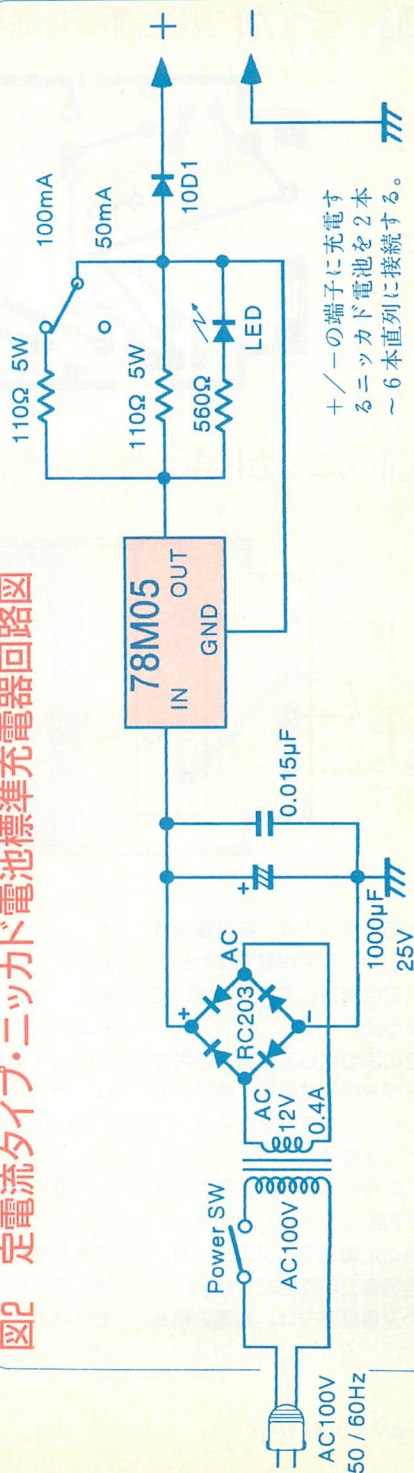 図2 定電流タイプ・ニッカド電池標準充電器回路図
AC100V
50/60Hz
Power SW
AC100V
AC
12V
0.4A
RC203
AC
+
-
+
1000μF
25V
0.015μF
78M05
IN
OUT
GND
110Ω 5W
100mA
50mA
110Ω 5W
560Ω
LED
10D1
+
-
+/-の端子に充電す
るニッカド電池を2本
~6本直列に接続する。